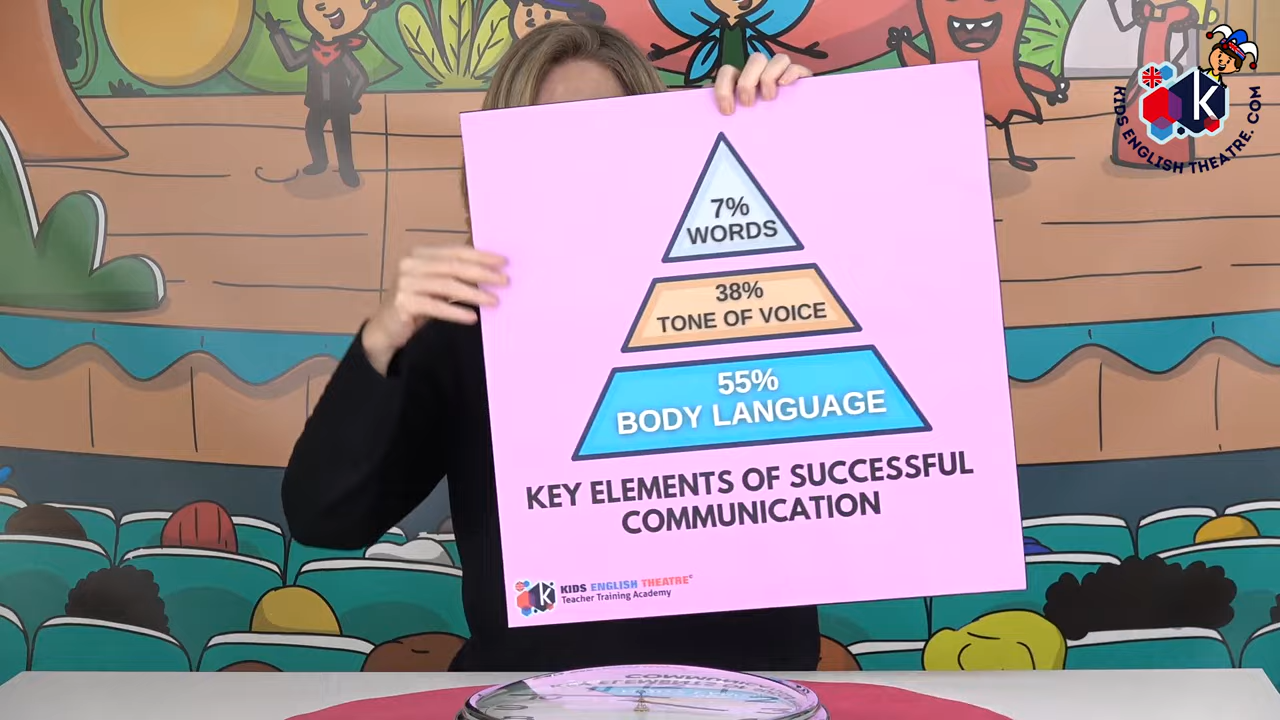 7%
WORDS
38%
TONE OF VOICE
55%
BODY LANGUAGE
KEY ELEMENTS OF SUCCESSFUL
COMMUNICATION
KIDS ENGLISH THEATRE©
Teacher Training Academy
k
k
KIDS ENGLISH THEATRE.COM